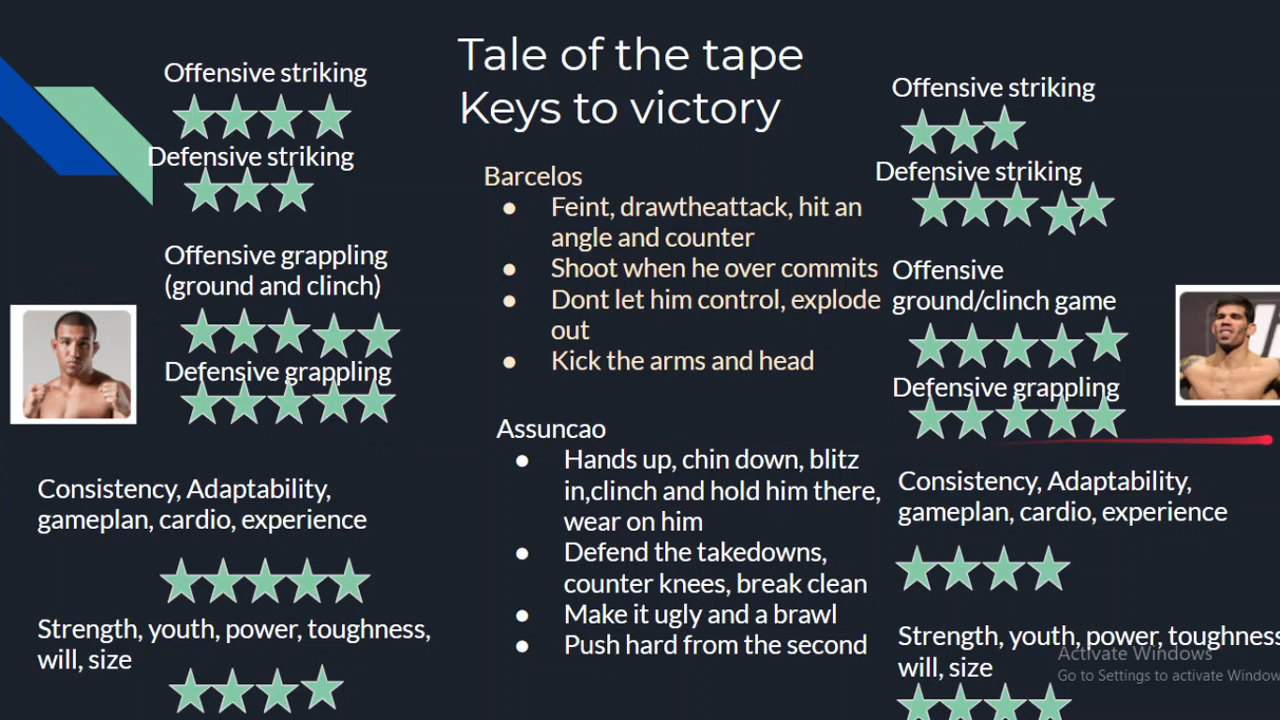 Tale of the tape
Keys to victory
Offensive striking
Defensive striking
Offensive grappling
(ground and clinch)
Defensive grappling
Consistency, Adaptability,
gameplan, cardio, experience
Strength, youth, power, toughness,
will, size
Barcelos
● Feint, drawtheattack, hit an
angle and counter
● Shoot when he over commits
● Dont let him control, explode
out
● Kick the arms and head
Assuncao
● Hands up, chin down, blitz
in,clinch and hold him there,
wear on him
● Defend the takedowns,
counter knees, break clean
● Make it ugly and a brawl
● Push hard from the second
Offensive striking
Defensive striking
Offensive
ground/clinch game
Defensive grappling
Consistency, Adaptability,
gameplan, cardio, experience
Strength, youth, power, toughness
will, size
Activate Windows
Go to Settings to activate Window